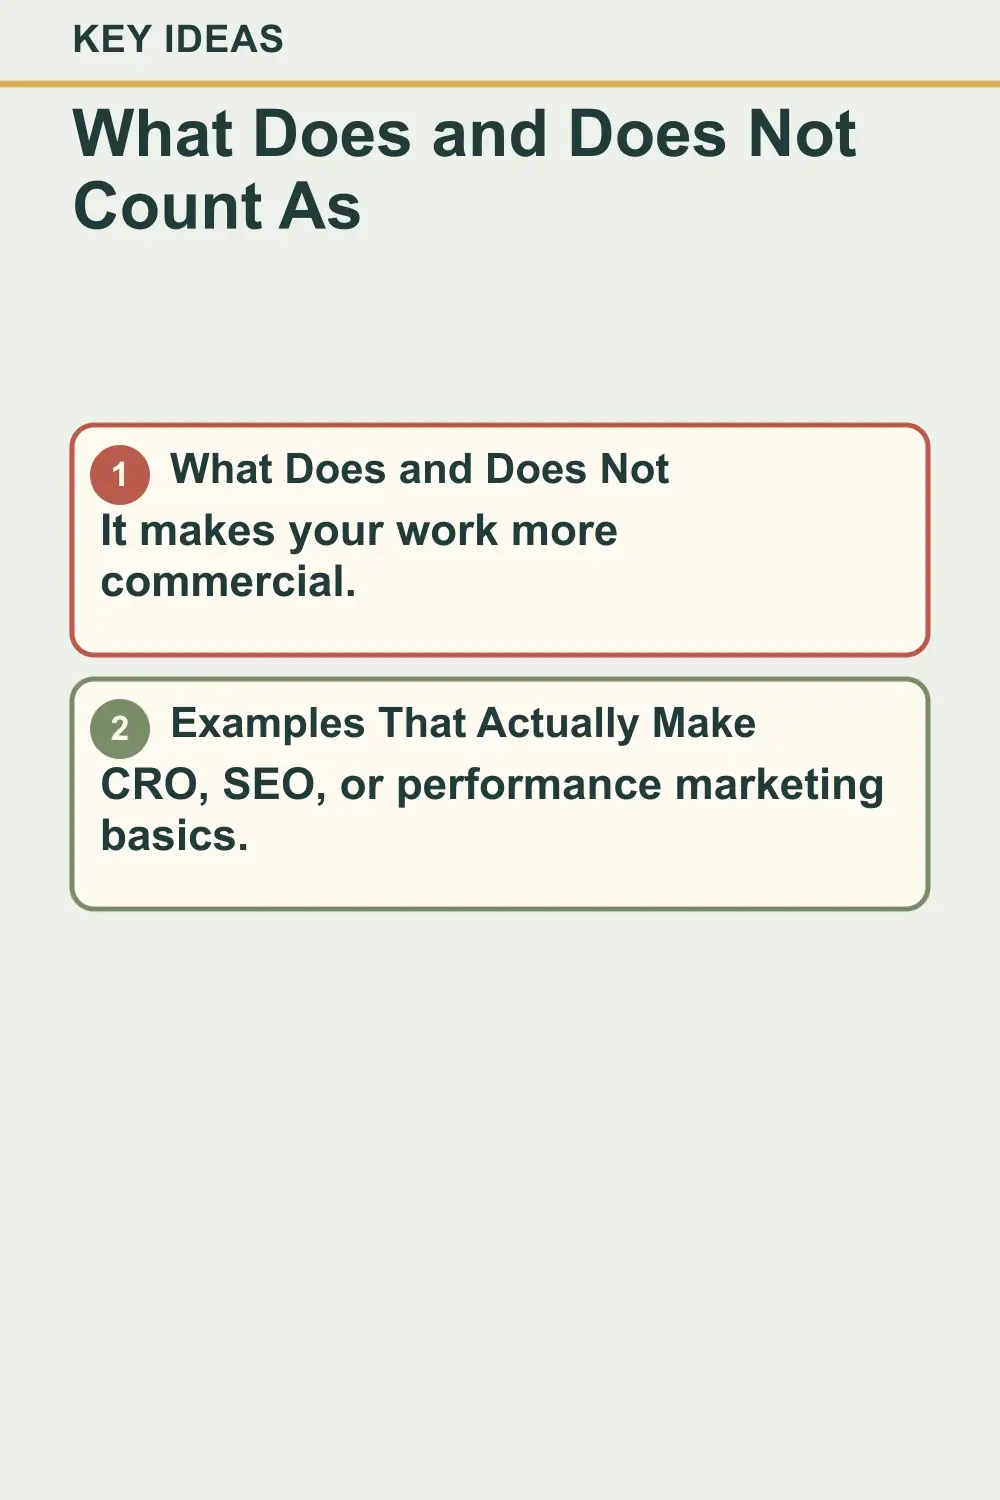 KEY IDEAS
What Does and Does Not
Count As
1 What Does and Does Not
It makes your work more
commercial.
2 Examples That Actually Make
CRO, SEO, or performance marketing
basics.